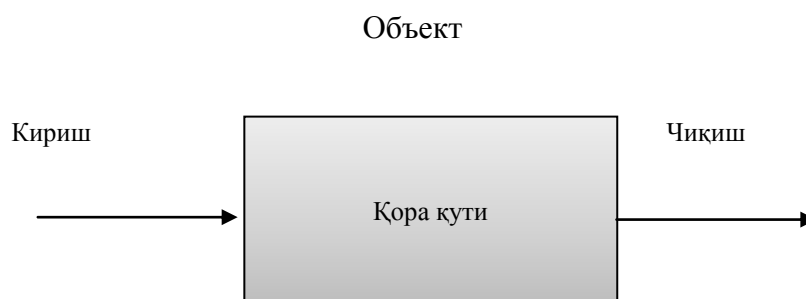 Объект
Кириш
Чиқиш
Қора қути